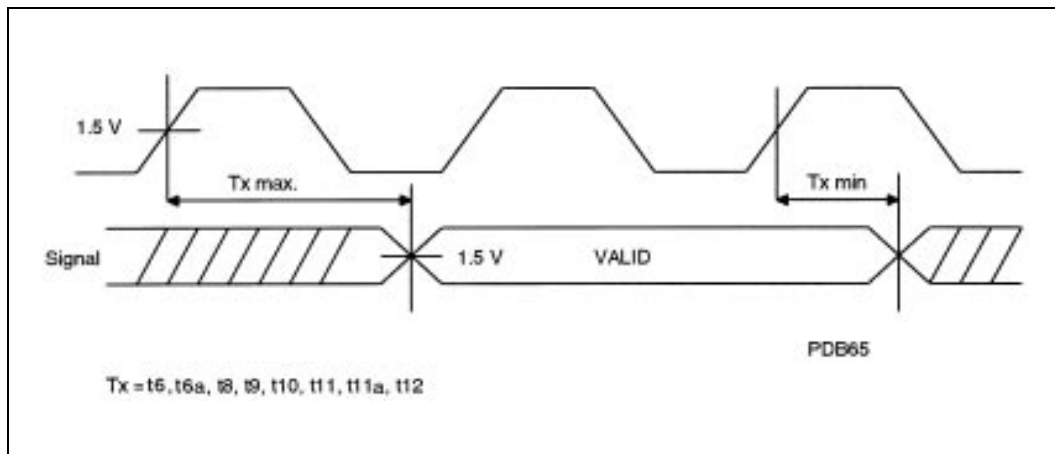 1.5 V
Tx max.
Tx min
Signal
1.5 V
VALID
PDB65
Tx = t6, t6a, t8, t9, t10, t11, t11a, t12